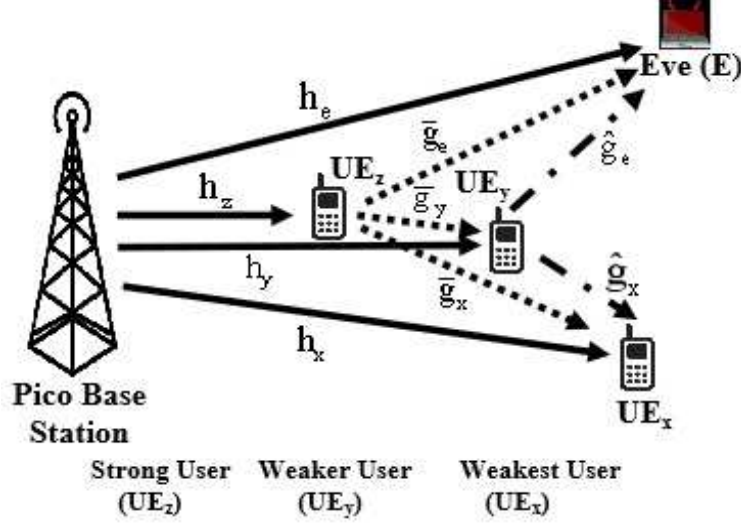 Eve (E)
h_e
ḡ_e
ĝ_e
UE_z
UE_y
h_z
ḡ_y
h_y
ḡ_x
ĝ_x
h_x
Pico Base
Station
UE_x
Strong User Weaker User Weakest User
(UE_z) (UE_y) (UE_x)